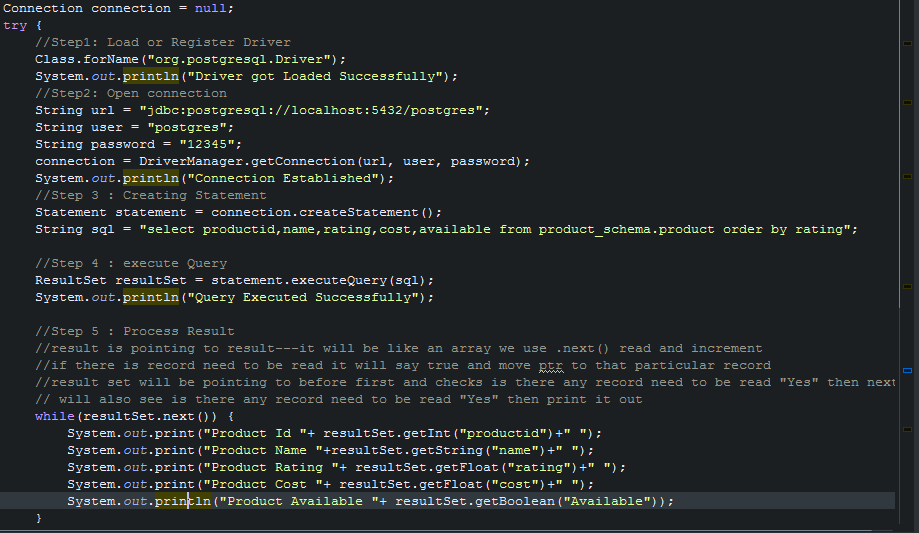 Connection connection = null;
try {
//Step1: Load or Register Driver
Class.forName("org.postgresql.Driver");
System.out.println("Driver got Loaded Successfully");
//Step2: Open connection
String url = "jdbc:postgresql://localhost:5432/postgres";
String user = "postgres";
String password = "12345";
connection = DriverManager.getConnection(url, user, password);
System.out.println("Connection Established");
//Step 3 : Creating Statement
Statement statement = connection.createStatement();
String sql = "select productid,name,rating,cost,available from product_schema.product order by rating";
//Step 4 : execute Query
ResultSet resultSet = statement.executeQuery(sql);
System.out.println("Query Executed Successfully");
//Step 5 : Process Result
//result is pointing to result---it will be like an array we use .next() read and increment
//if there is record need to be read it will say true and move ptr to that particular record
//result set will be pointing to before first and checks is there any record need to be read "Yes" then next
// will also see is there any record need to be read "Yes" then print it out
while(resultSet.next()) {
System.out.print("Product Id "+ resultSet.getInt("productid")+" ");
System.out.print("Product Name "+resultSet.getString("name")+" ");
System.out.print("Product Rating "+ resultSet.getFloat("rating")+" ");
System.out.print("Product Cost "+ resultSet.getFloat("cost")+" ");
System.out.println("Product Available "+ resultSet.getBoolean("Available"));
}